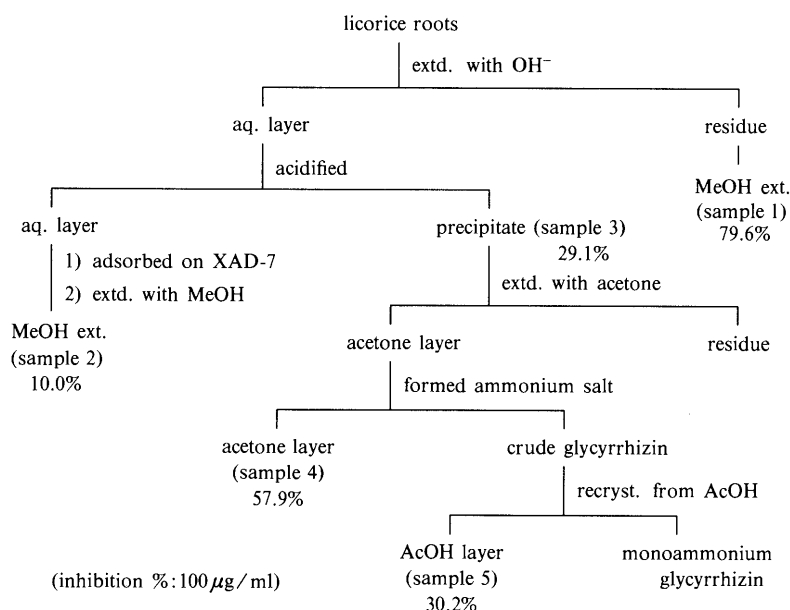 licorice roots
extd. with OH⁻
aq. layer
residue
acidified
MeOH ext.
(sample 1)
79.6%
aq. layer
precipitate (sample 3)
29.1%
1) adsorbed on XAD-7
2) extd. with MeOH
extd. with acetone
MeOH ext.
(sample 2)
10.0%
acetone layer
residue
formed ammonium salt
acetone layer
(sample 4)
57.9%
crude glycyrrhizin
recryst. from AcOH
AcOH layer
(sample 5)
30.2%
monoammonium
glycyrrhizin
(inhibition %:100μg/ml)